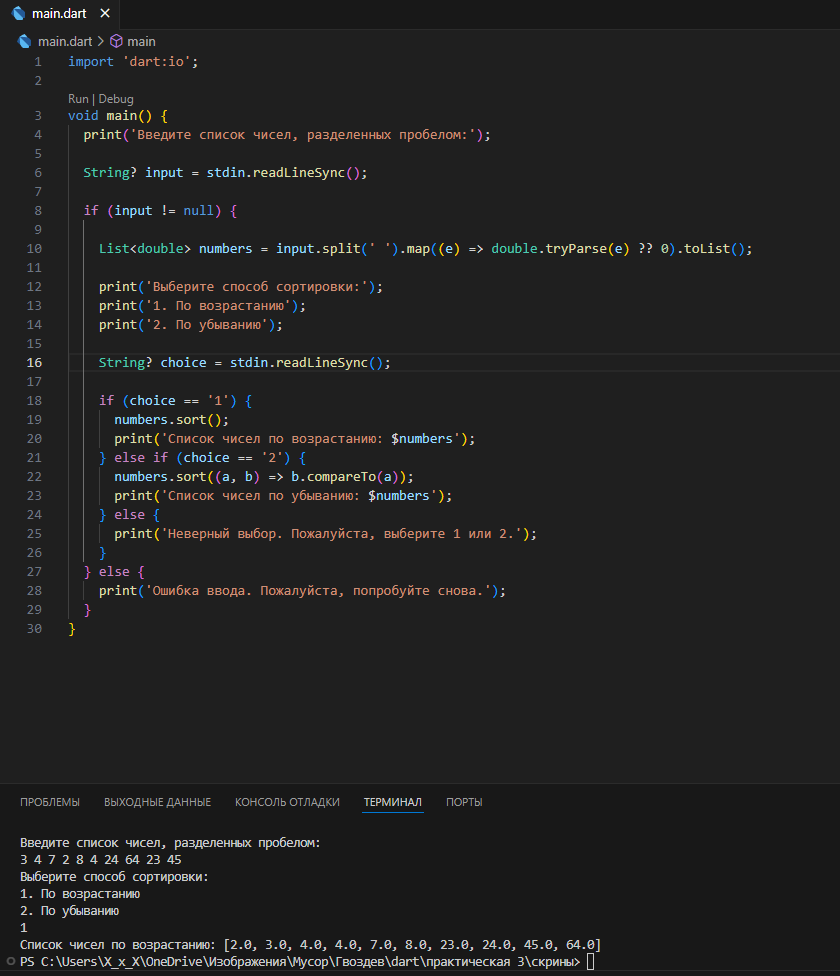 main.dart
main.dart > main
1 import 'dart:io';
2
Run | Debug
3 void main() {
4 print('Введите список чисел, разделенных пробелом:');
5
6 String? input = stdin.readLineSync();
7
8 if (input != null) {
9
10 List<double> numbers = input.split(' ').map((e) => double.tryParse(e) ?? 0).toList();
11
12 print('Выберите способ сортировки:');
13 print('1. По возрастанию');
14 print('2. По убыванию');
15
16 String? choice = stdin.readLineSync();
17
18 if (choice == '1') {
19 numbers.sort();
20 print('Список чисел по возрастанию: $numbers');
21 } else if (choice == '2') {
22 numbers.sort((a, b) => b.compareTo(a));
23 print('Список чисел по убыванию: $numbers');
24 } else {
25 print('Неверный выбор. Пожалуйста, выберите 1 или 2.');
26 }
27 } else {
28 print('Ошибка ввода. Пожалуйста, попробуйте снова.');
29 }
30 }
ПРОБЛЕМЫ ВЫХОДНЫЕ ДАННЫЕ КОНСОЛЬ ОТЛАДКИ ТЕРМИНАЛ ПОРТЫ
Введите список чисел, разделенных пробелом:
3 4 7 2 8 4 24 64 23 45
Выберите способ сортировки:
1. По возрастанию
2. По убыванию
1
Список чисел по возрастанию: [2.0, 3.0, 4.0, 4.0, 7.0, 8.0, 23.0, 24.0, 45.0, 64.0]
PS C:\Users\X_x_X\OneDrive\Изображения\Мусор\Гвоздев\dart\практическая 3\скрины>